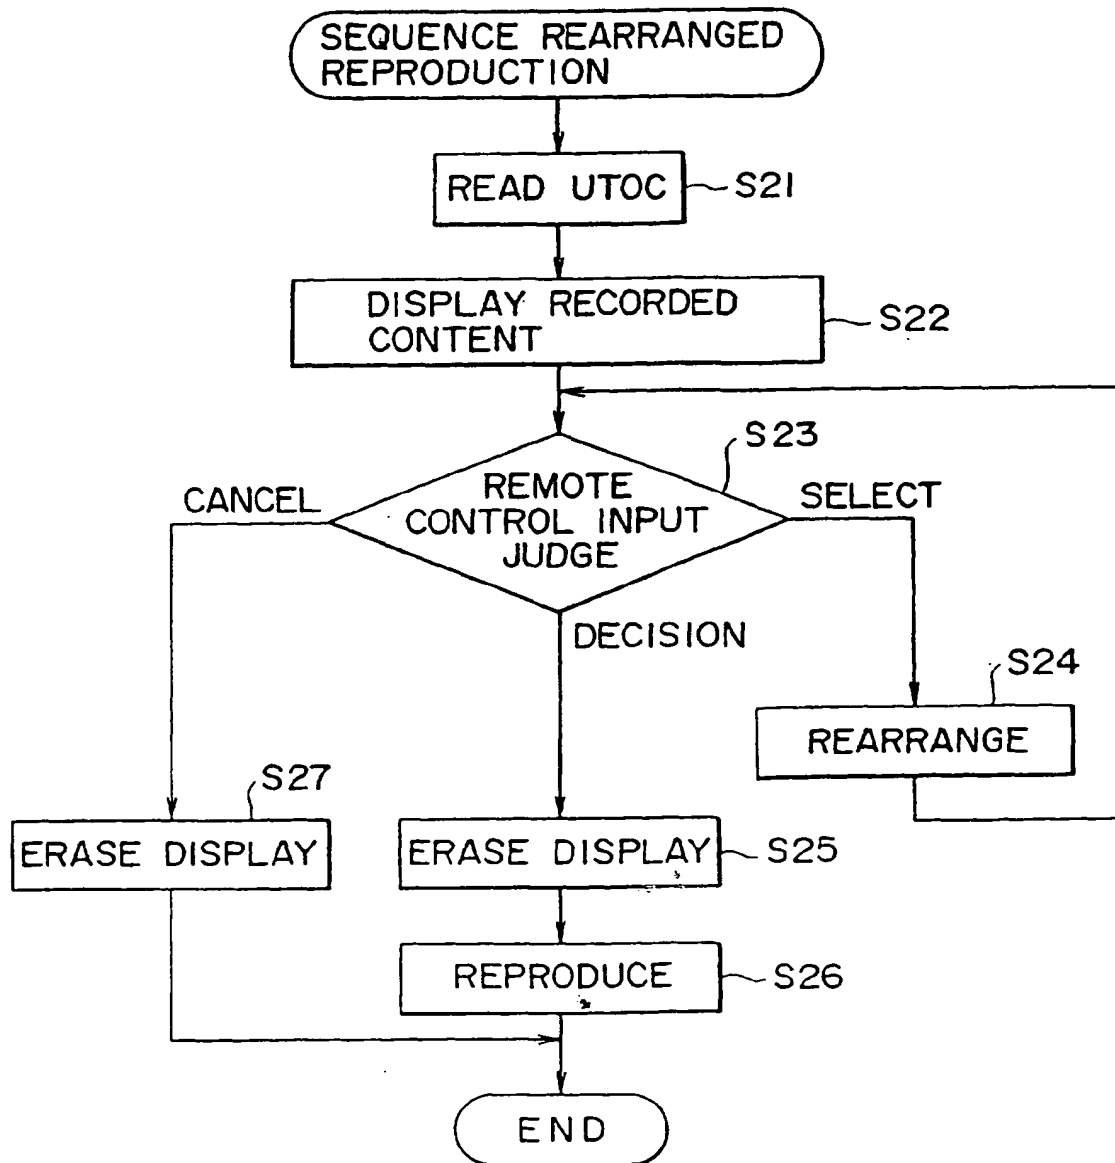 SEQUENCE REARRANGED
REPRODUCTION
READ UTOC
S21
DISPLAY RECORDED
CONTENT
S22
S23
CANCEL
REMOTE
CONTROL INPUT
JUDGE
SELECT
DECISION
S24
REARRANGE
S27
ERASE DISPLAY
ERASE DISPLAY
S25
REPRODUCE
S26
END